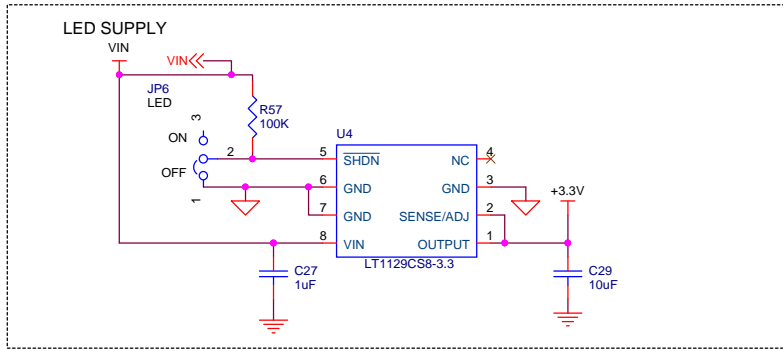 LED SUPPLY
VIN
VIN
JP6
LED
3
ON
2
OFF
1
R57
100K
U4
5
SHDN
NC
4
6
GND
GND
3
+3.3V
7
GND
SENSE/ADJ
2
8
VIN
OUTPUT
1
LT1129CS8-3.3
C27
1uF
C29
10uF